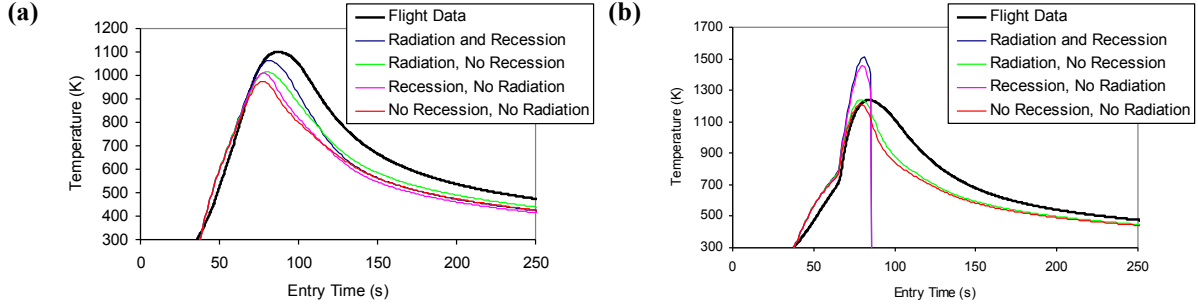 (a)
Flight Data
Radiation and Recession
Radiation, No Recession
Recession, No Radiation
No Recession, No Radiation
Temperature (K)
1200
1100
1000
900
800
700
600
500
400
300
0 50 100 150 200 250
Entry Time (s)
(b)
Flight Data
Radiation and Recession
Radiation, No Recession
Recession, No Radiation
No Recession, No Radiation
Temperature (K)
1700
1500
1300
1100
900
700
500
300
0 50 100 150 200 250
Entry Time (s)